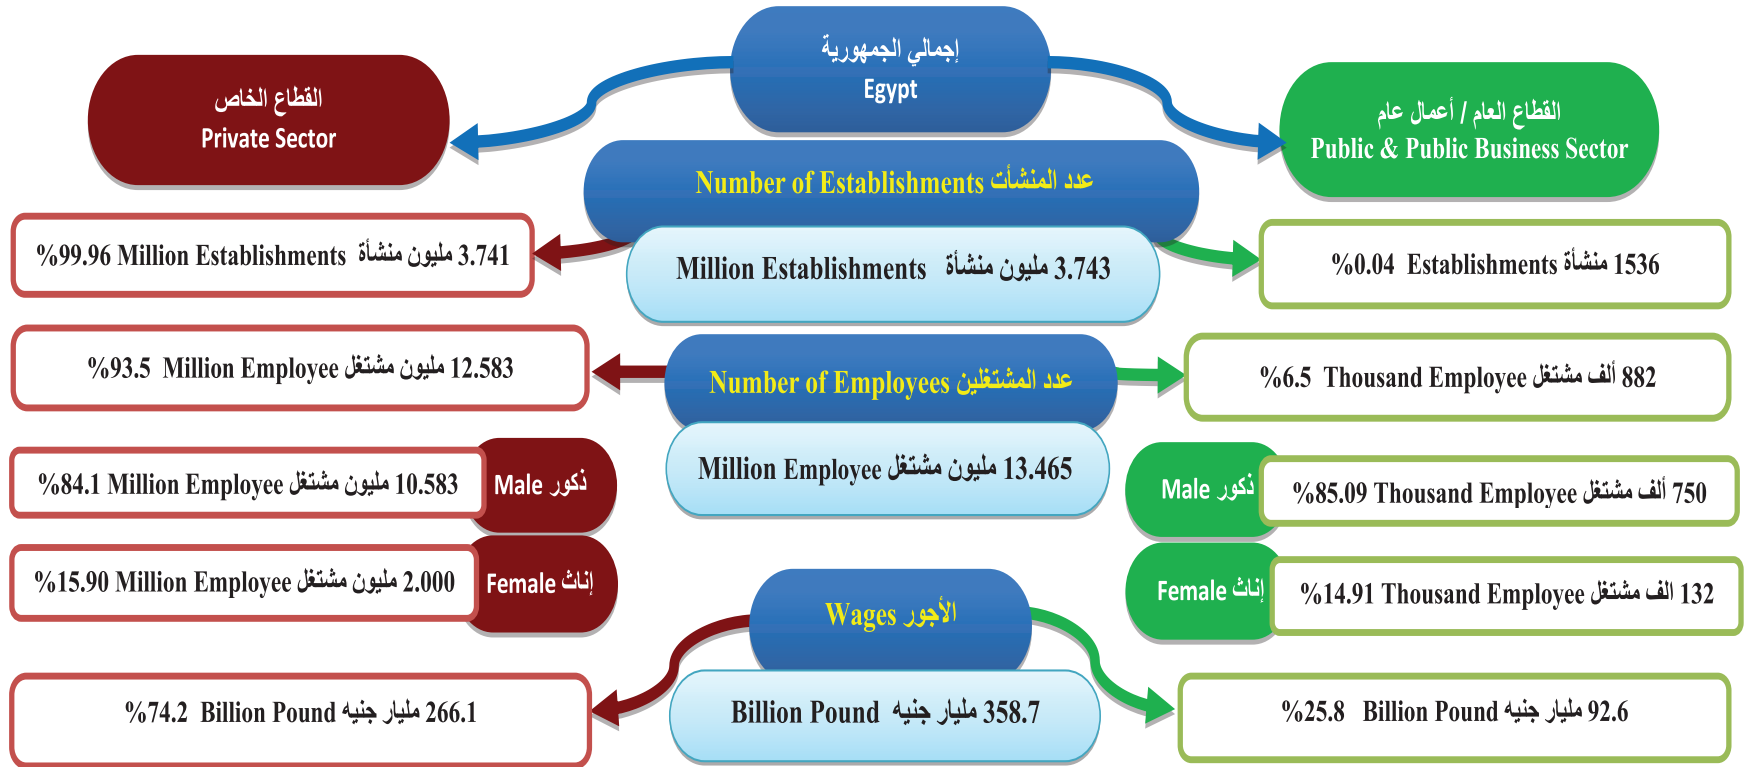 إجمالي الجمهورية
Egypt
القطاع الخاص
Private Sector
القطاع العام / أعمال عام
Public & Public Business Sector
عدد المنشأت Number of Establishments
3.743 مليون منشأة Million Establishments
3.741 مليون منشأة Million Establishments 99.96%
1536 منشأة Establishments 0.04%
عدد المشتغلين Number of Employees
13.465 مليون مشتغل Million Employee
12.583 مليون مشتغل Million Employee 93.5%
882 ألف مشتغل Thousand Employee 6.5%
ذكور Male
10.583 مليون مشتغل Million Employee 84.1%
ذكور Male
750 ألف مشتغل Thousand Employee 85.09%
إناث Female
2.000 مليون مشتغل Million Employee 15.90%
إناث Female
132 الف مشتغل Thousand Employee 14.91%
الأجور Wages
358.7 مليار جنيه Billion Pound
266.1 مليار جنيه Billion Pound 74.2%
92.6 مليار جنيه Billion Pound 25.8%